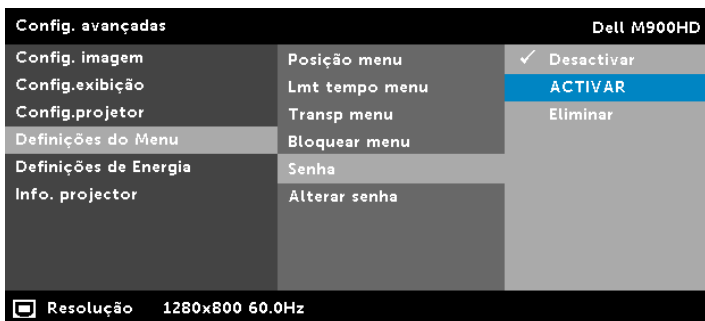 Config. avançadas Dell M900HD
Config. imagem Posição menu ✓ Desactivar
Config.exibição Lmt tempo menu ACTIVAR
Config.projetor Transp menu Eliminar
Definições do Menu Bloquear menu
Definições de Energia Senha
Info. projector Alterar senha
Resolução 1280x800 60.0Hz